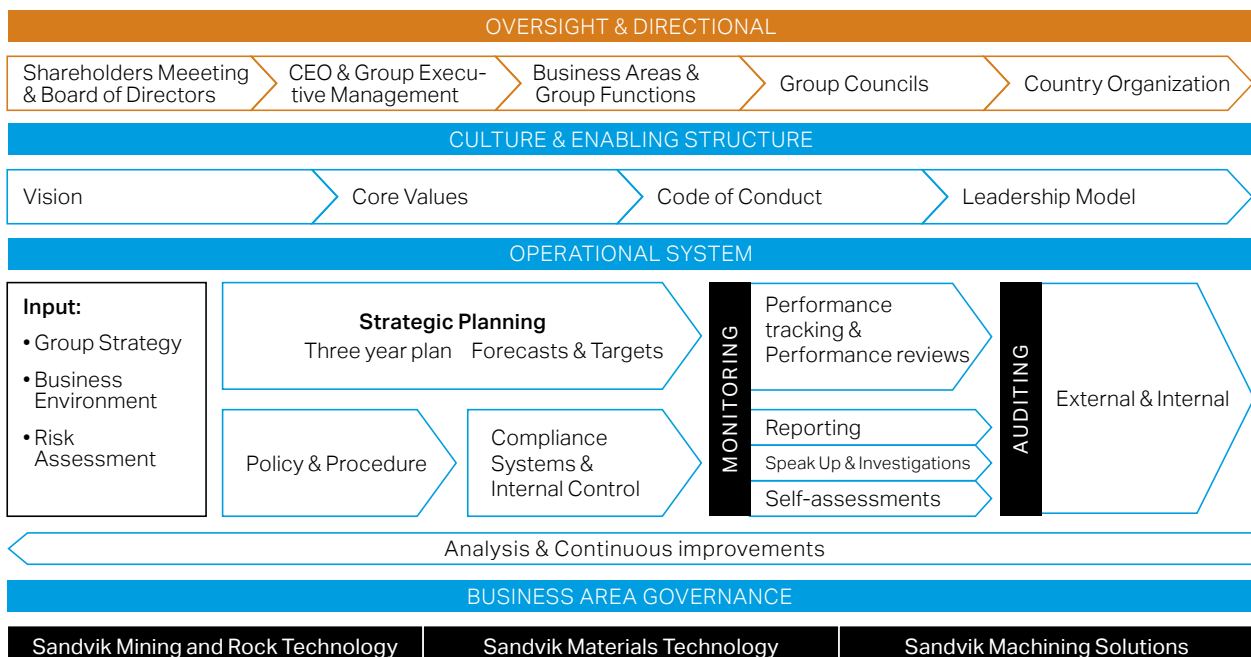 OVERSIGHT & DIRECTIONAL
Shareholders Meeeting
& Board of Directors
CEO & Group Execu-
tive Management
Business Areas &
Group Functions
Group Councils
Country Organization
CULTURE & ENABLING STRUCTURE
Vision
Core Values
Code of Conduct
Leadership Model
OPERATIONAL SYSTEM
Input:
• Group Strategy
• Business
Environment
• Risk
Assessment
Strategic Planning
Three year plan Forecasts & Targets
Policy & Procedure
Compliance
Systems &
Internal Control
MONITORING
Performance
tracking &
Performance reviews
Reporting
Speak Up & Investigations
Self-assessments
AUDITING
External & Internal
Analysis & Continuous improvements
BUSINESS AREA GOVERNANCE
Sandvik Mining and Rock Technology
Sandvik Materials Technology
Sandvik Machining Solutions